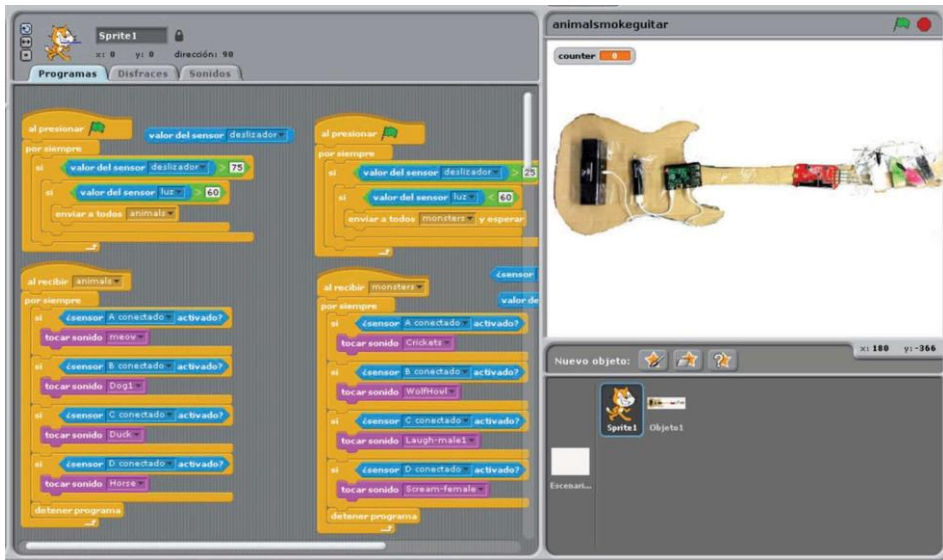 Sprite1
x: 0 y: 0 dirección: 90
Programas Disfraces Sonidos
al presionar
por siempre
si valor del sensor deslizador > 75
si valor del sensor luz > 60
enviar a todos animals
valor del sensor deslizador
al presionar
por siempre
si valor del sensor deslizador > 25
si valor del sensor luz < 60
enviar a todos monsters y esperar
al recibir animals
por siempre
si ¿sensor A conectado activado?
tocar sonido meow
si ¿sensor B conectado activado?
tocar sonido Dog1
si ¿sensor C conectado activado?
tocar sonido Duck
si ¿sensor D conectado activado?
tocar sonido Horse
detener programa
¿sensor
valor de
al recibir monsters
por siempre
si ¿sensor A conectado activado?
tocar sonido Crickets
si ¿sensor B conectado activado?
tocar sonido WolfHowl
si ¿sensor C conectado activado?
tocar sonido Laugh-male1
si ¿sensor D conectado activado?
tocar sonido Scream-female
detener programa
animalsmokeguitar
counter 0
x: 180 y: -366
Nuevo objeto:
Sprite1 Objeto1
Escenari...